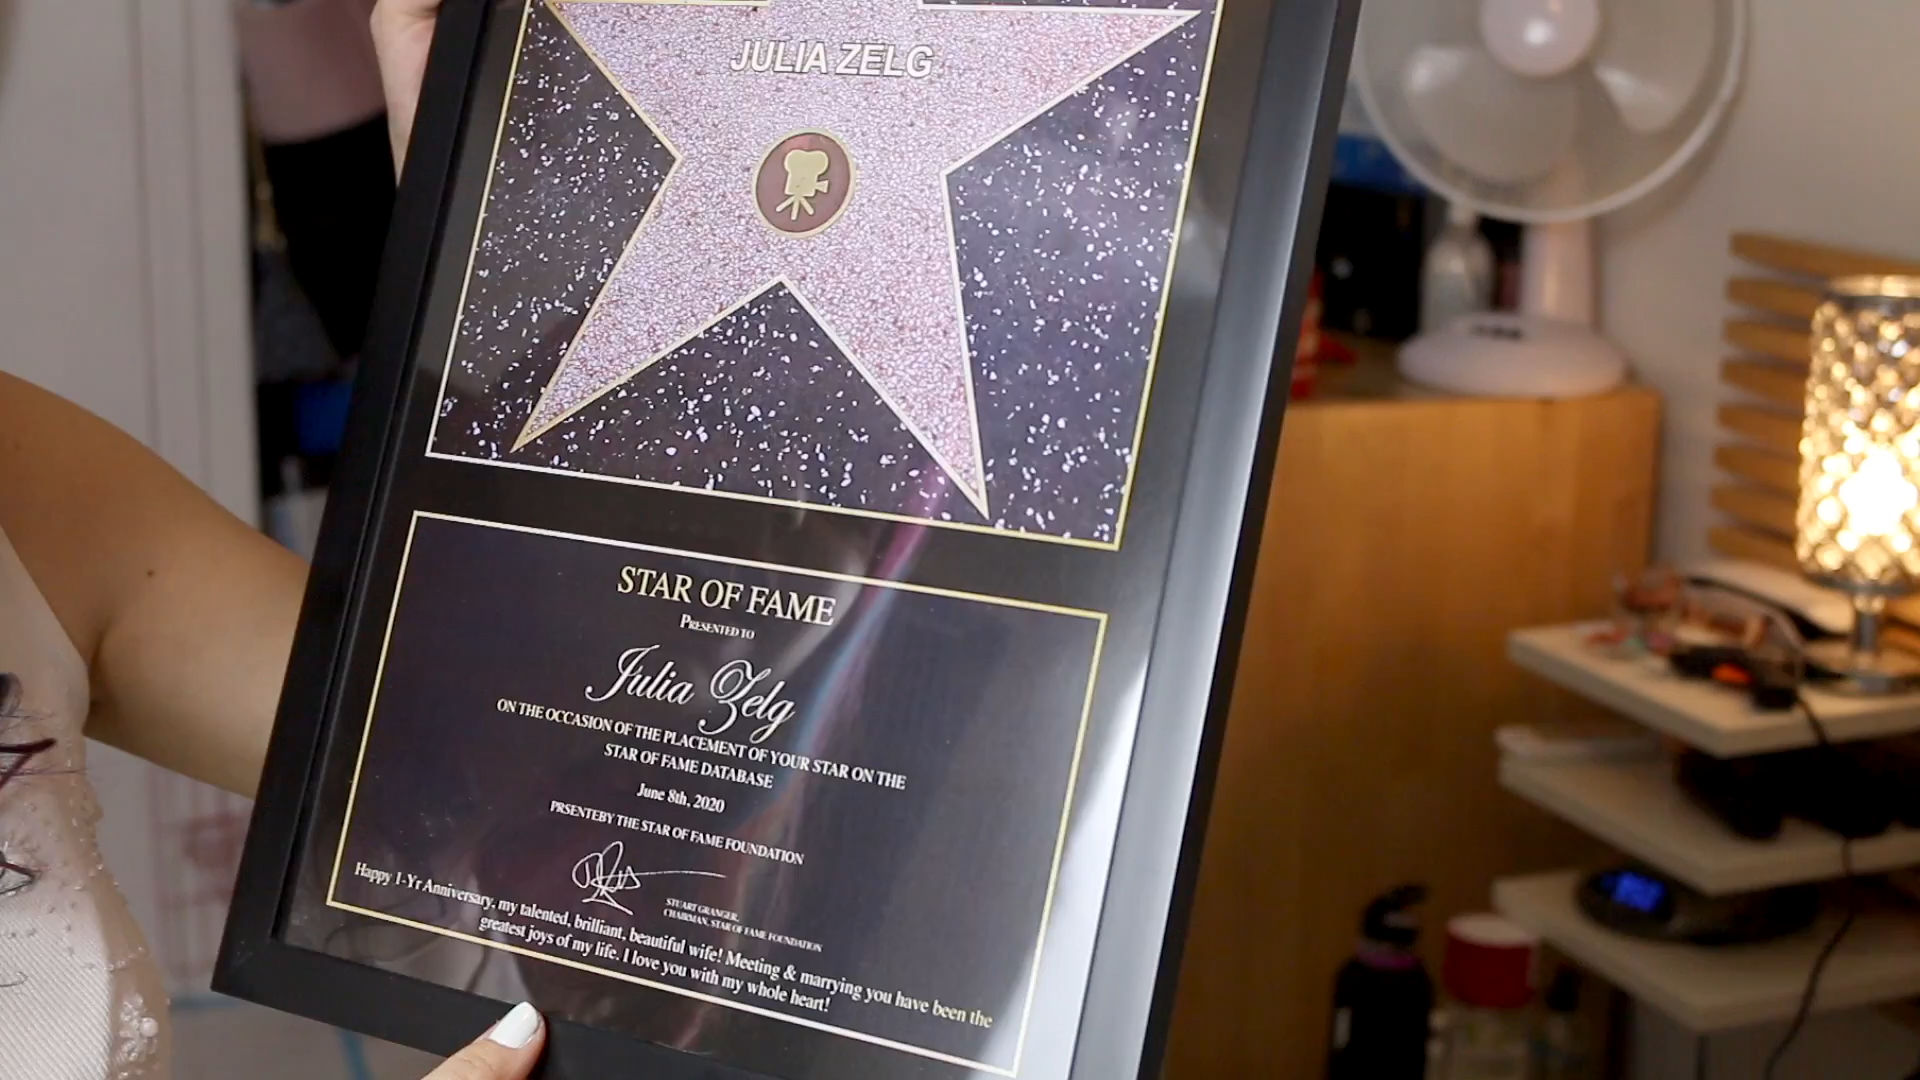 JULIA ZELG
STAR OF FAME
PRESENTED TO
Julia Zelg
ON THE OCCASION OF THE PLACEMENT OF YOUR STAR ON THE
STAR OF FAME DATABASE
June 8th, 2020
PRSENTEBY THE STAR OF FAME FOUNDATION
STUART GRANGER,
CHAIRMAN, STAR OF FAME FOUNDATION
Happy 1-Yr Anniversary, my talented, brilliant, beautiful wife! Meeting & marrying you have been the
greatest joys of my life. I love you with my whole heart!